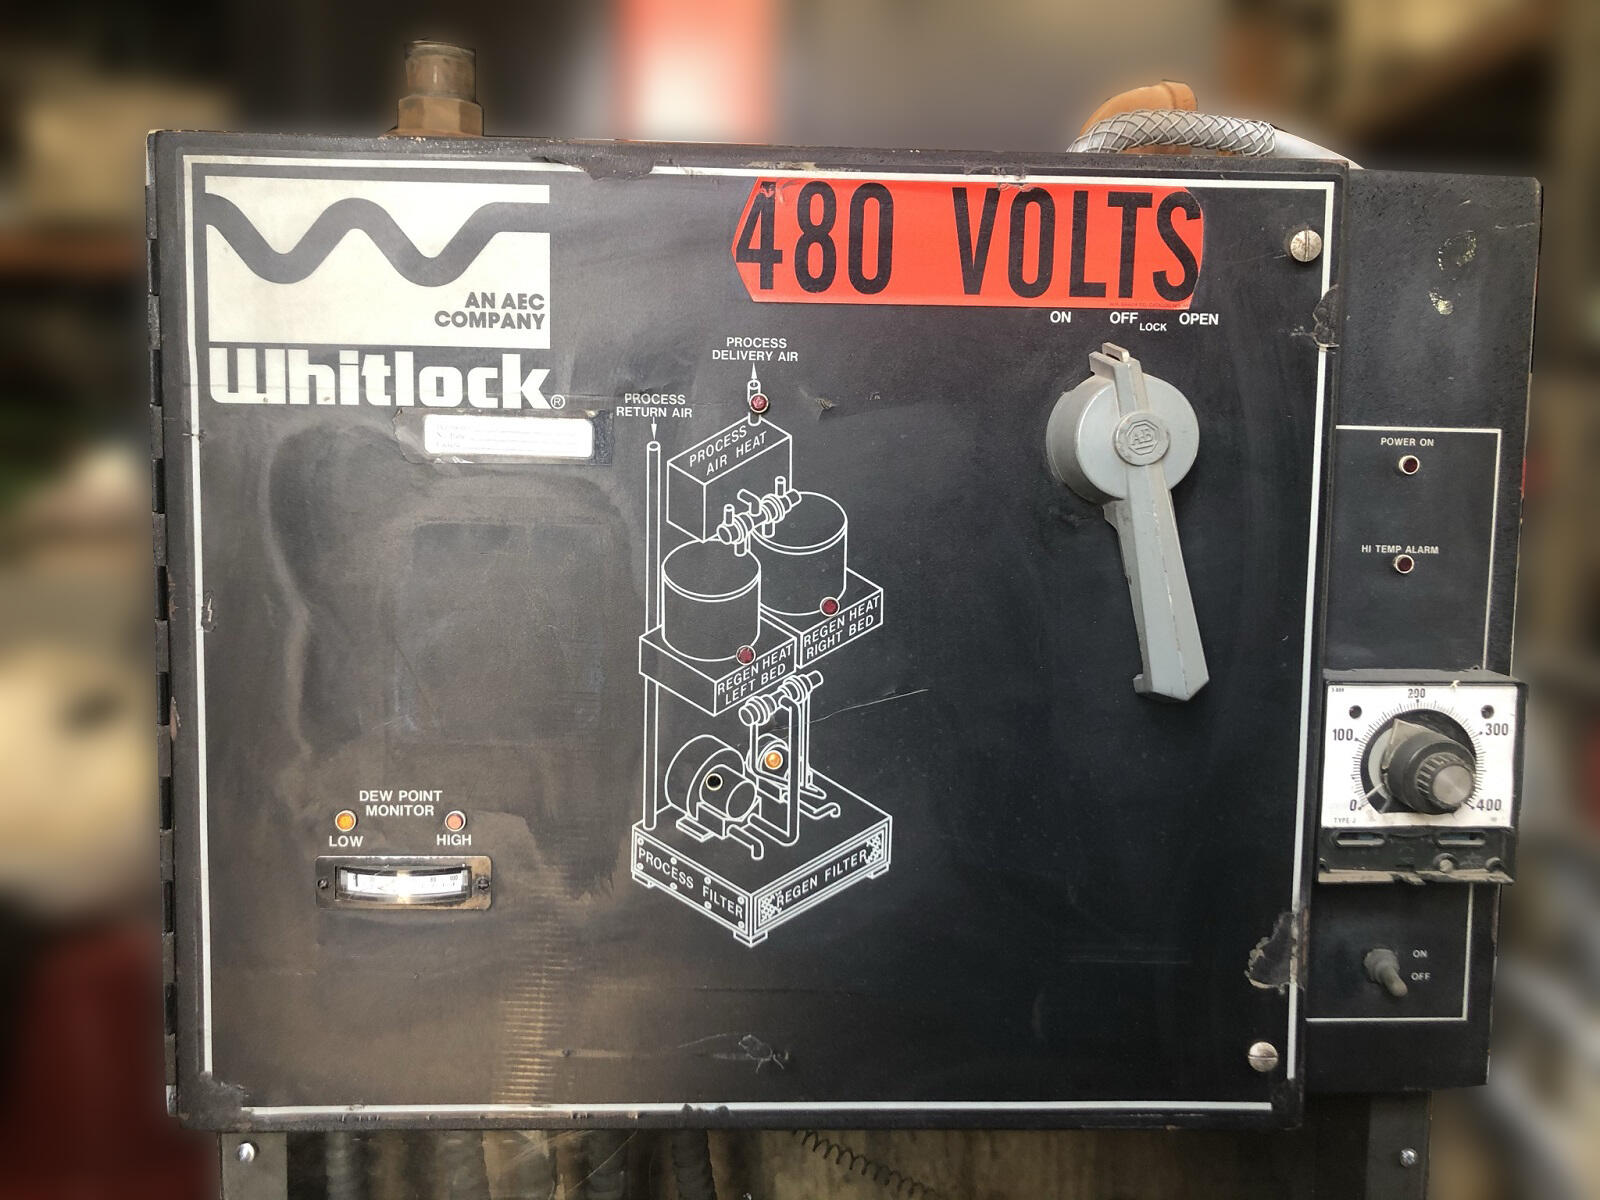 AN AEC
COMPANY
Whitlock®
480 VOLTS
ON OFF LOCK OPEN
PROCESS
DELIVERY AIR
PROCESS
RETURN AIR
PROCESS
AIR HEAT
A-B
POWER ON
HI TEMP ALARM
REGEN HEAT
RIGHT BED
REGEN HEAT
LEFT BED
200
100
300
0
400
TYPE-J
DEW POINT
MONITOR
LOW
HIGH
PROCESS FILTER
REGEN FILTER
ON
OFF